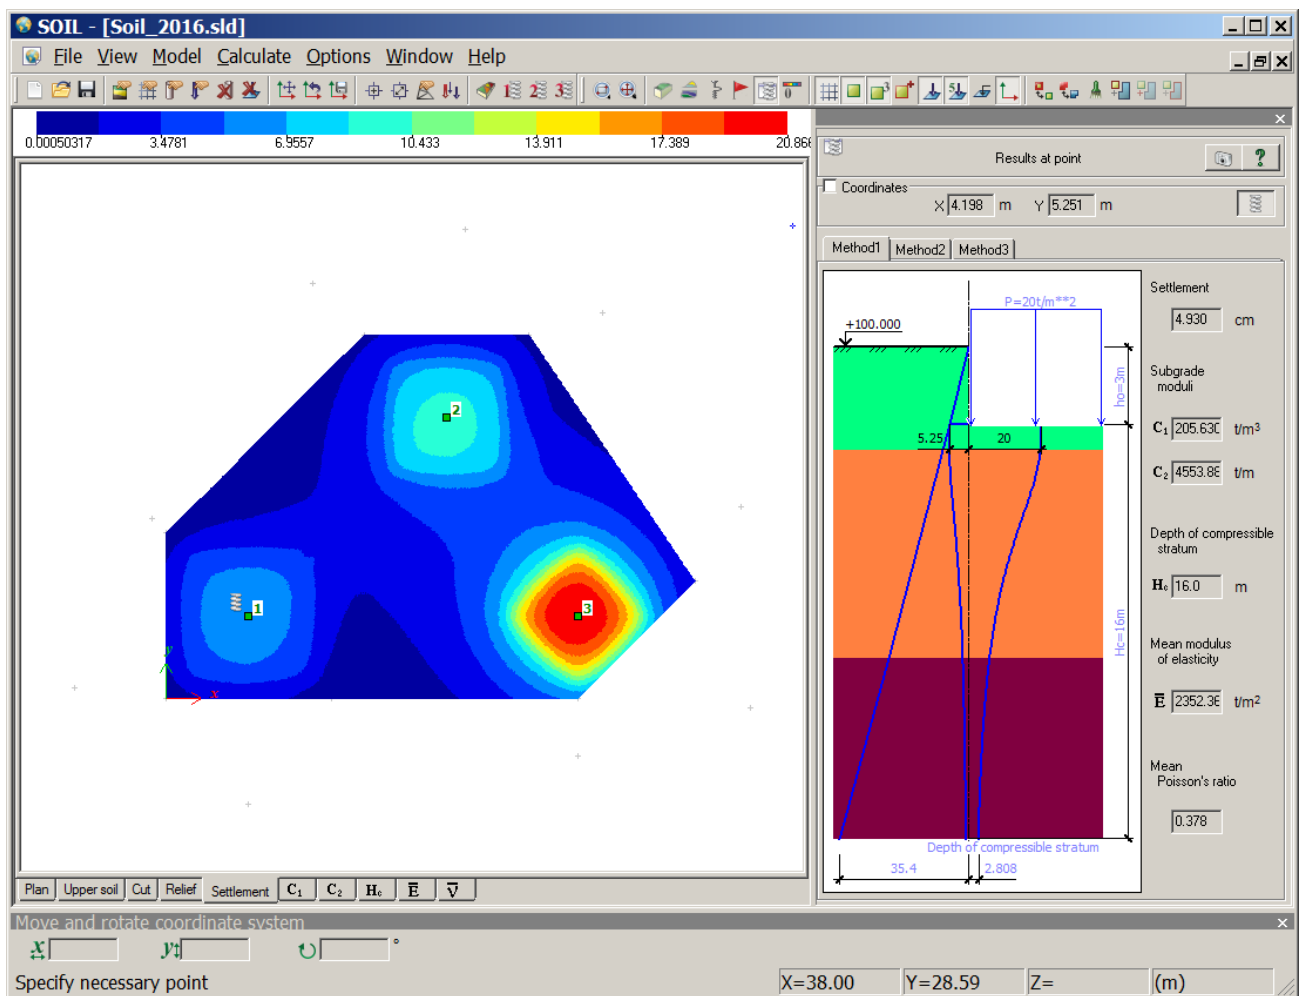 SOIL - [Soil_2016.sld]
File View Model Calculate Options Window Help
0.00050317 3.4781 6.9557 10.433 13.911 17.389 20.866
2
1
3
y
x
Plan Upper soil Cut Relief Settlement C₁ C₂ Hc E̅ V̅
Results at point
Coordinates
X 4.198 m Y 5.251 m
Method1 Method2 Method3
P=20t/m**2
+100.000
ho=3m
5.25 20
Hc=16m
Depth of compressible stratum
35.4 2.808
Settlement
4.930 cm
Subgrade
moduli
C₁ 205.630 t/m³
C₂ 4553.88 t/m
Depth of compressible
stratum
Hc 16.0 m
Mean modulus
of elasticity
E̅ 2352.36 t/m²
Mean
Poisson's ratio
0.378
Move and rotate coordinate system
x y °
Specify necessary point X=38.00 Y=28.59 Z= (m)